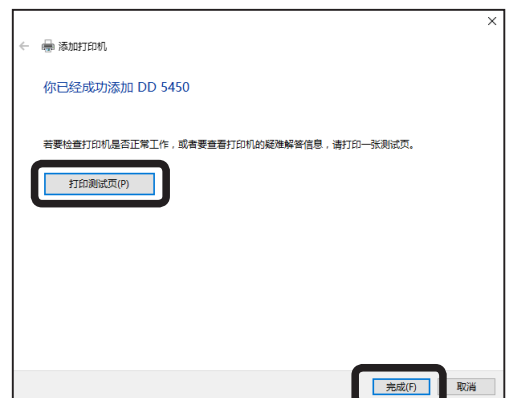 添加打印机
你已经成功添加 DD 5450
若要检查打印机是否正常工作，或者要查看打印机的疑难解答信息，请打印一张测试页。
打印测试页(P)
完成(F)
取消